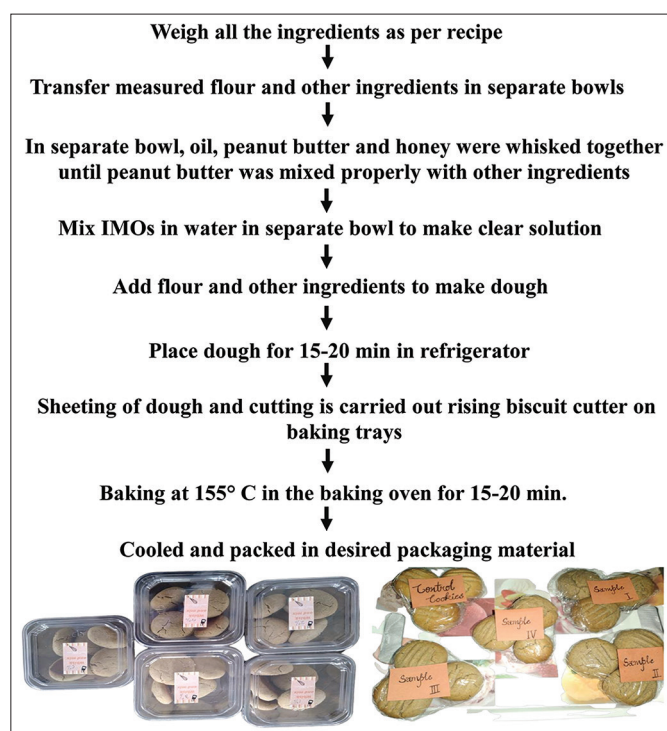 Weigh all the ingredients as per recipe
Transfer measured flour and other ingredients in separate bowls
In separate bowl, oil, peanut butter and honey were whisked together
until peanut butter was mixed properly with other ingredients
Mix IMOs in water in separate bowl to make clear solution
Add flour and other ingredients to make dough
Place dough for 15-20 min in refrigerator
Sheeting of dough and cutting is carried out rising biscuit cutter on
baking trays
Baking at 155° C in the baking oven for 15-20 min.
Cooled and packed in desired packaging material
Control
Cookies
Sample
I
Sample
IV
Sample
III
Sample
II